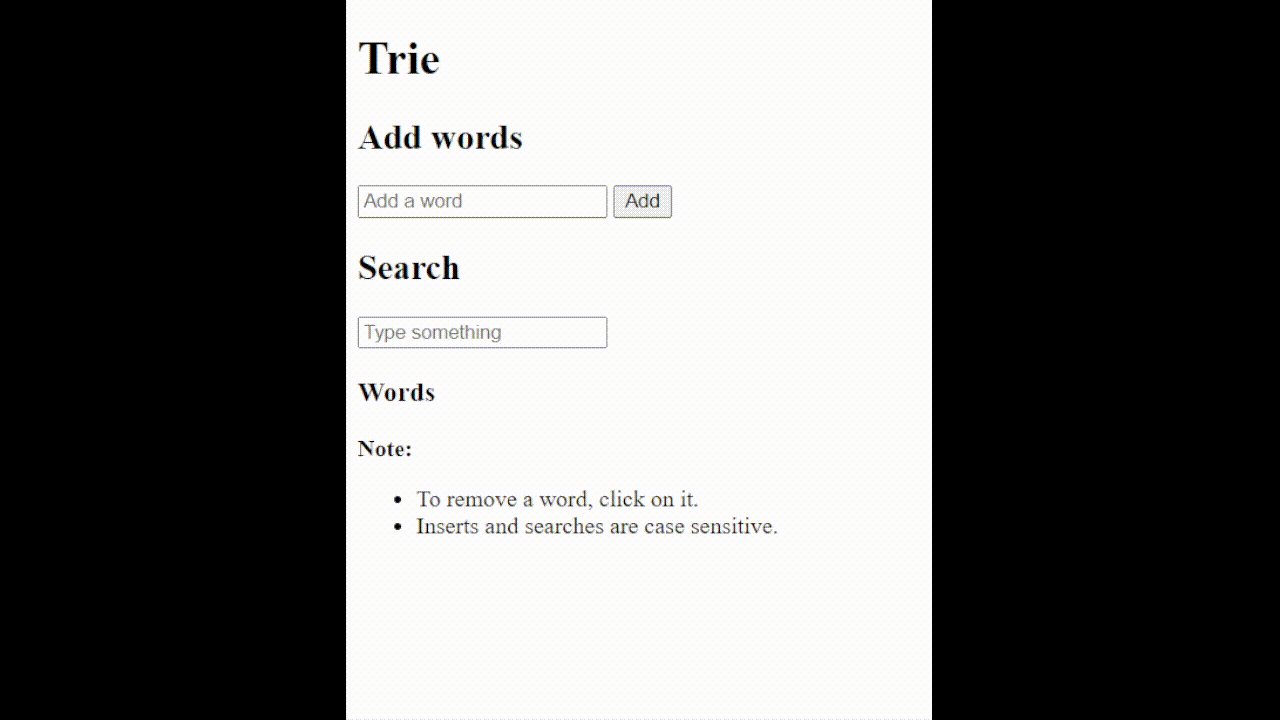 Trie
Add words
Add a word Add
Search
Type something
Words
Note:
To remove a word, click on it.
Inserts and searches are case sensitive.